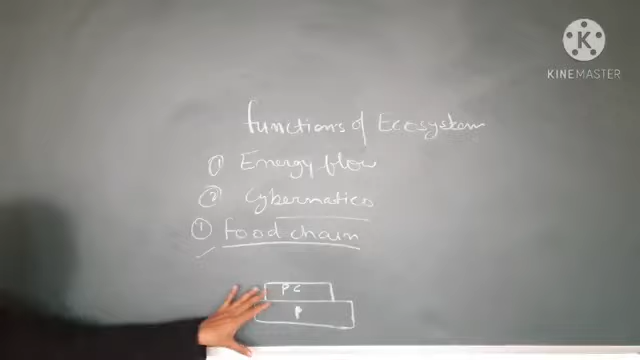 K
KINEMASTER
functions of Ecosystem
① Energy flow
② Cybernatics
① food chain
PC
P